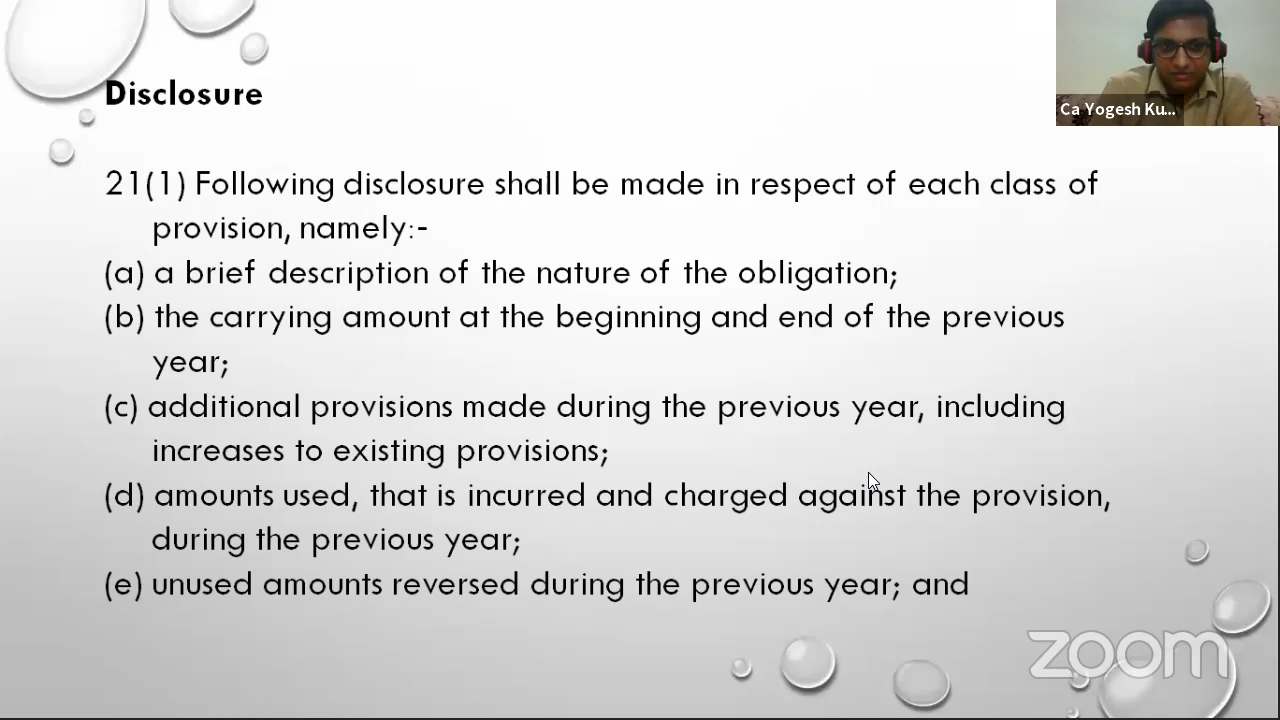 Disclosure
Ca Yogesh Ku...
21(1) Following disclosure shall be made in respect of each class of
provision, namely:-
(a) a brief description of the nature of the obligation;
(b) the carrying amount at the beginning and end of the previous
year;
(c) additional provisions made during the previous year, including
increases to existing provisions;
(d) amounts used, that is incurred and charged against the provision,
during the previous year;
(e) unused amounts reversed during the previous year; and
zoom